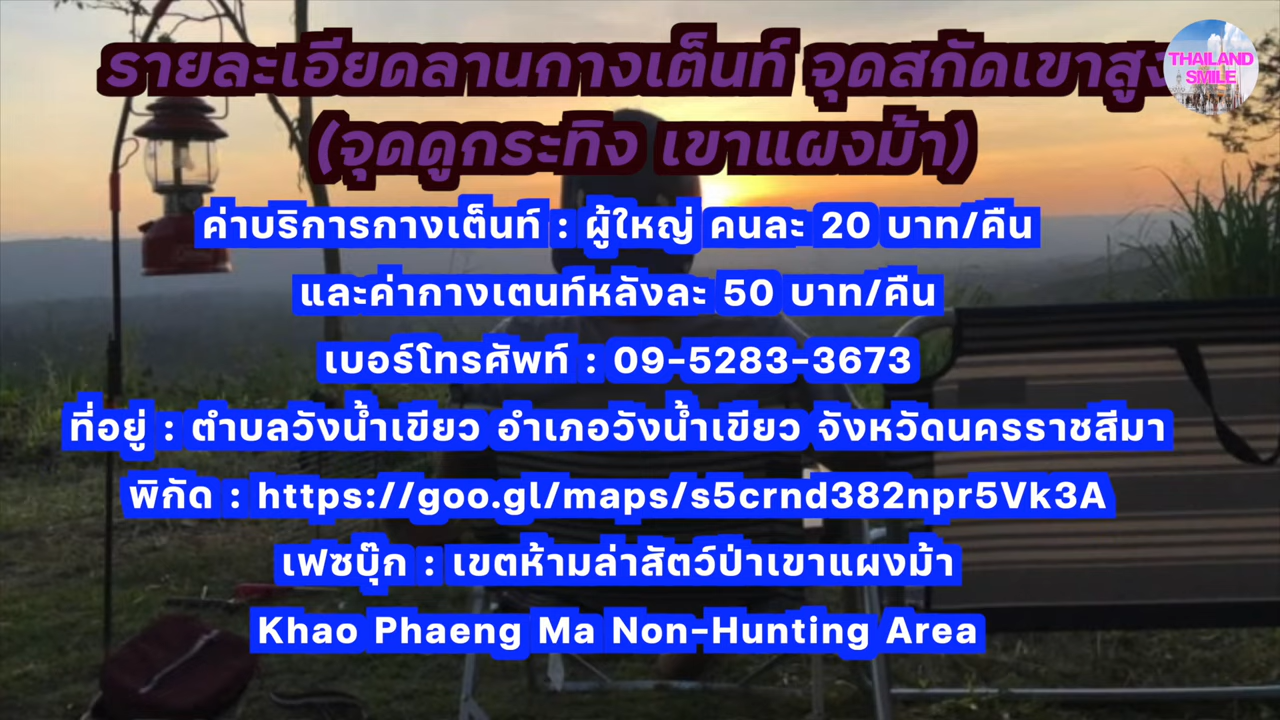 รายละเอียดลานกางเต็นท์ จุดสกัดเขาสูง
(จุดดูกระทิง เขาแผงม้า)
THAILAND
SMILE
ค่าบริการกางเต็นท์ : ผู้ใหญ่ คนละ 20 บาท/คืน
และค่ากางเตนท์หลังละ 50 บาท/คืน
เบอร์โทรศัพท์ : 09-5283-3673
ที่อยู่ : ตำบลวังน้ำเขียว อำเภอวังน้ำเขียว จังหวัดนครราชสีมา
พิกัด : https://goo.gl/maps/s5crnd382npr5Vk3A
เฟซบุ๊ก : เขตห้ามล่าสัตว์ป่าเขาแผงม้า
Khao Phaeng Ma Non-Hunting Area